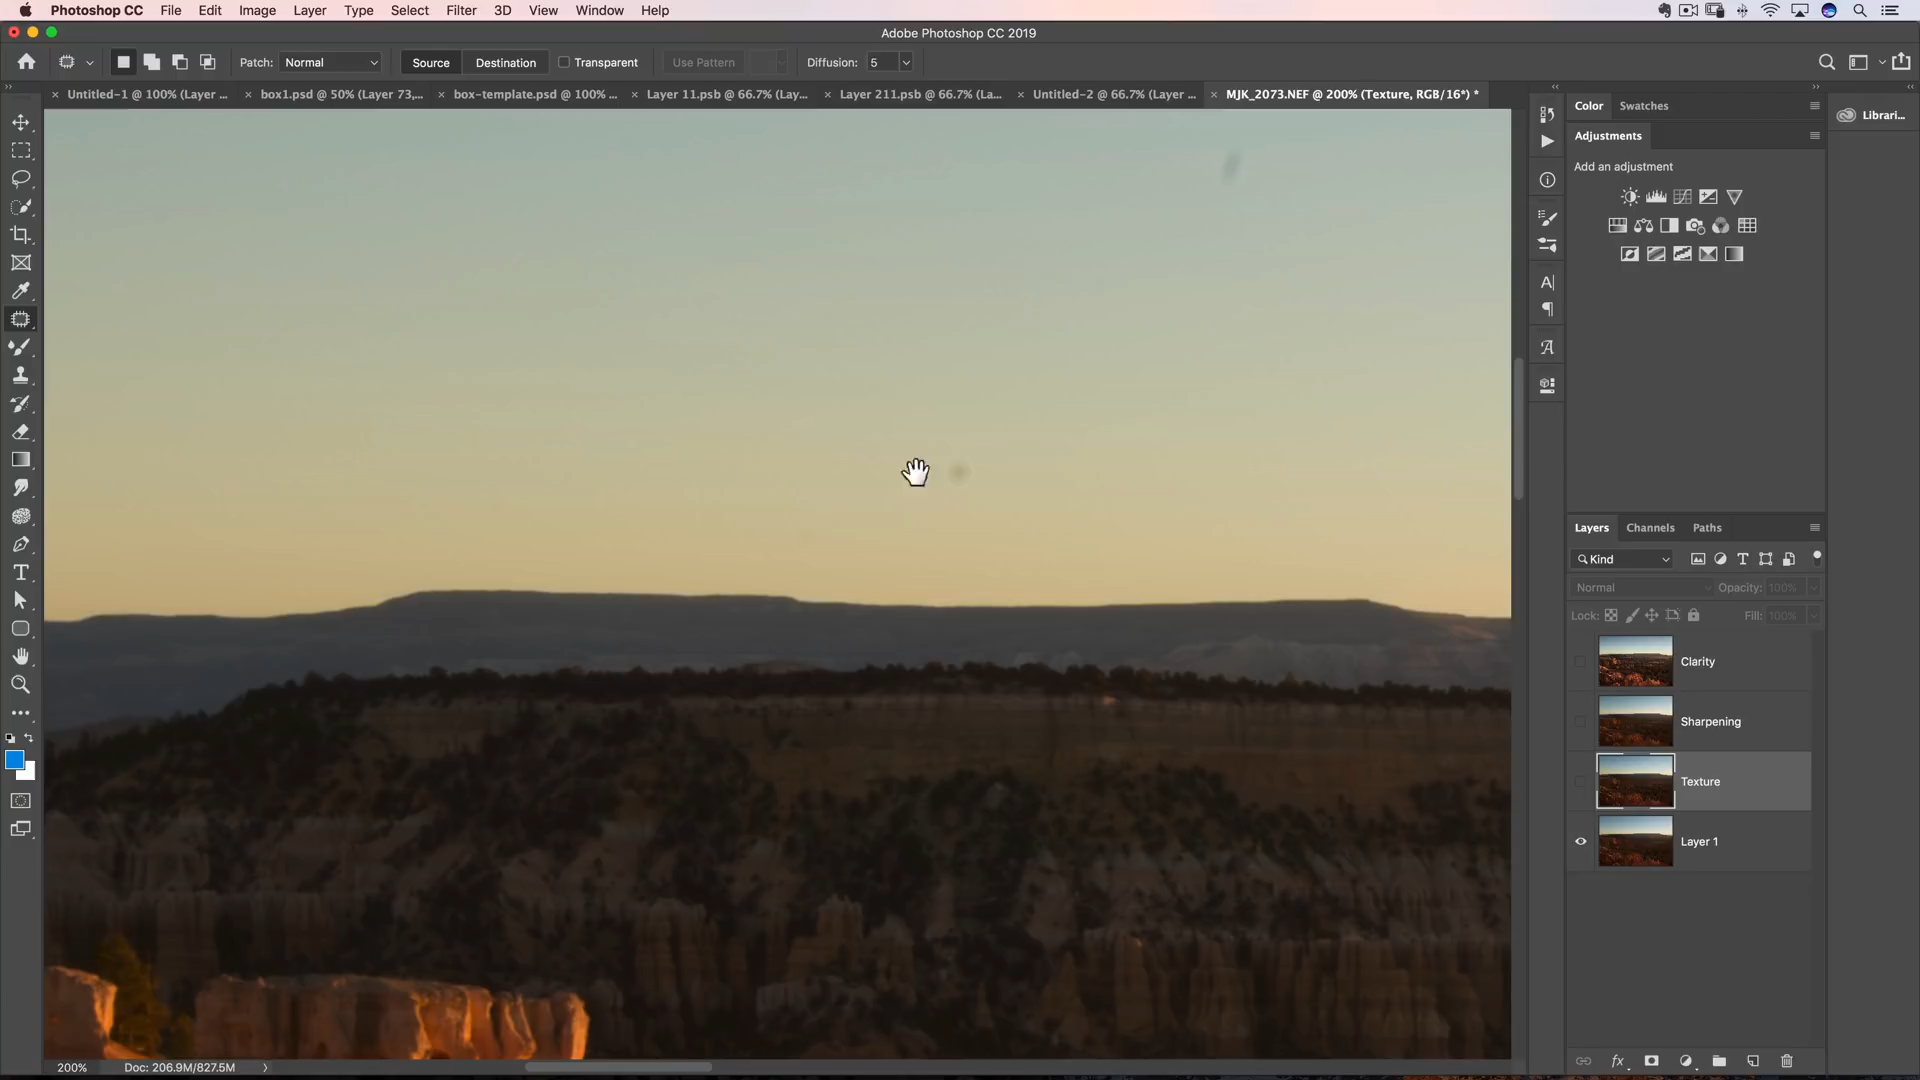 Photoshop CC File Edit Image Layer Type Select Filter 3D View Window Help
Adobe Photoshop CC 2019
Patch: Normal Source Destination Transparent Use Pattern Diffusion: 5
Untitled-1 @ 100% (Layer ... box1.psd @ 50% (Layer 73,... box-template.psd @ 100% ... Layer 11.psb @ 66.7% (Lay... Layer 211.psb @ 66.7% (La... Untitled-2 @ 66.7% (Layer ... MJK_2073.NEF @ 200% (Texture, RGB/16*) *
Color Swatches
Librari...
Adjustments
Add an adjustment
Layers Channels Paths
Kind
Normal Opacity: 100%
Lock: Fill: 100%
Clarity
Sharpening
Texture
Layer 1
200% Doc: 206.9M/827.5M